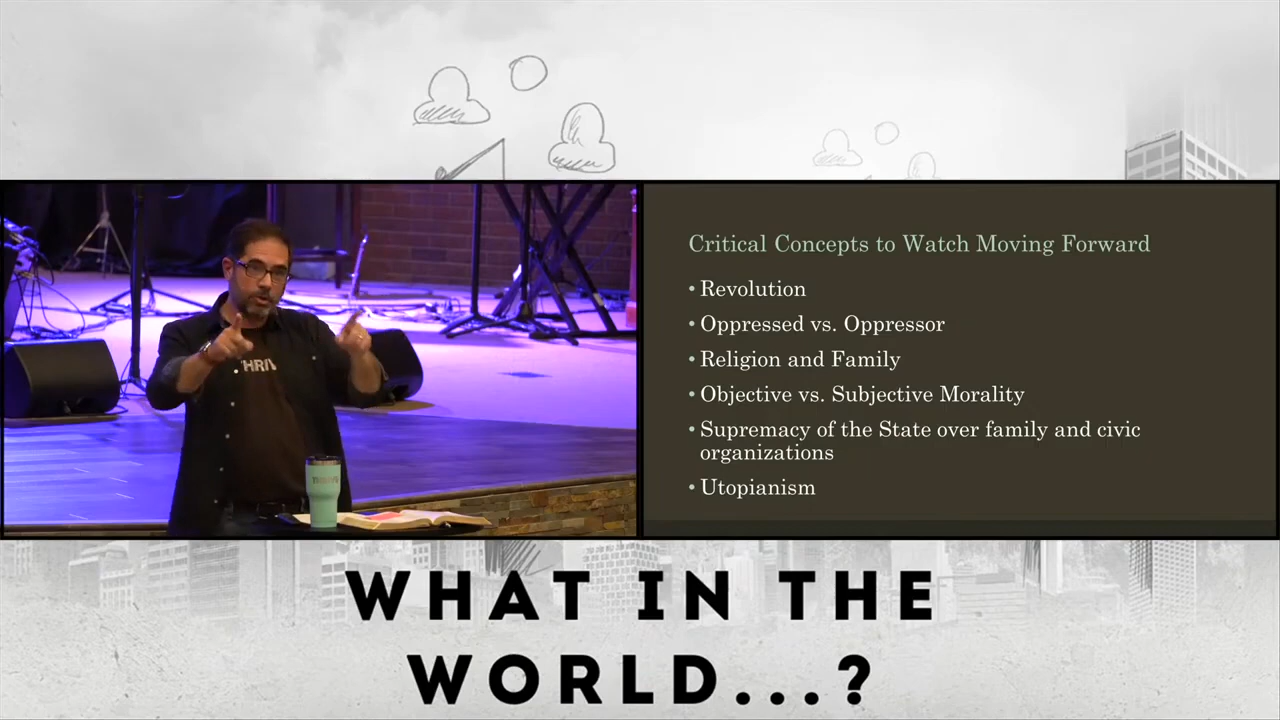 Critical Concepts to Watch Moving Forward
• Revolution
• Oppressed vs. Oppressor
• Religion and Family
• Objective vs. Subjective Morality
• Supremacy of the State over family and civic
organizations
• Utopianism
WHAT IN THE
WORLD...?